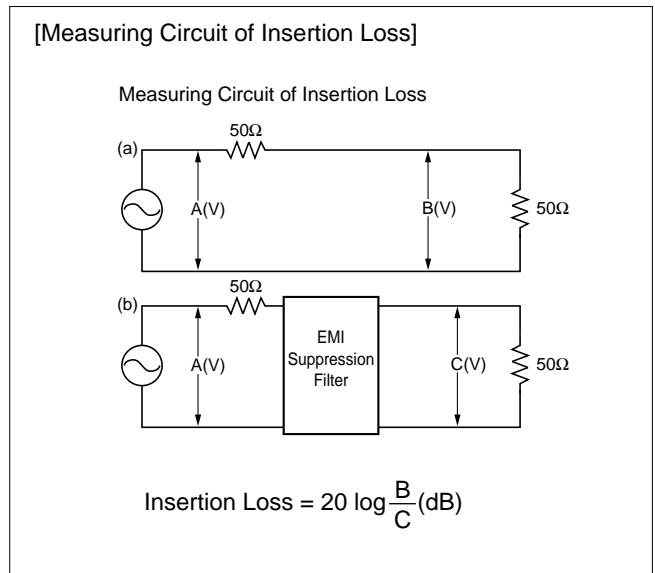 [Measuring Circuit of Insertion Loss]
Measuring Circuit of Insertion Loss
(a)
50Ω
A(V)
B(V)
50Ω
(b)
50Ω
A(V)
EMI
Suppression
Filter
C(V)
50Ω
Insertion Loss = 20 log B/C (dB)